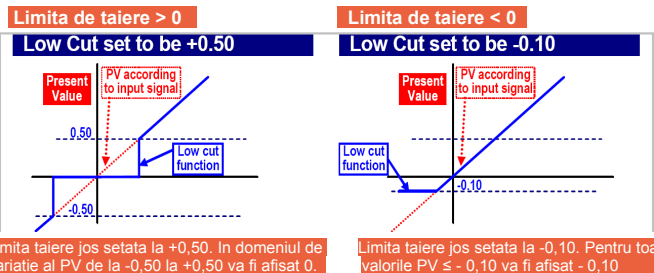 Limita de taiere > 0
Low Cut set to be +0.50
Present
Value
PV according
to input signal
0,50
Low cut
function
-0,50
imita taiere jos setata la +0,50. In domeniul de
ariatie al PV de la -0,50 la +0,50 va fi afisat 0.
Limita de taiere < 0
Low Cut set to be -0.10
Present
Value
PV according
to input signal
Low cut
function
-0,10
Limita taiere jos setata la -0,10. Pentru toa
valorile PV ≤ - 0,10 va fi afisat - 0,10